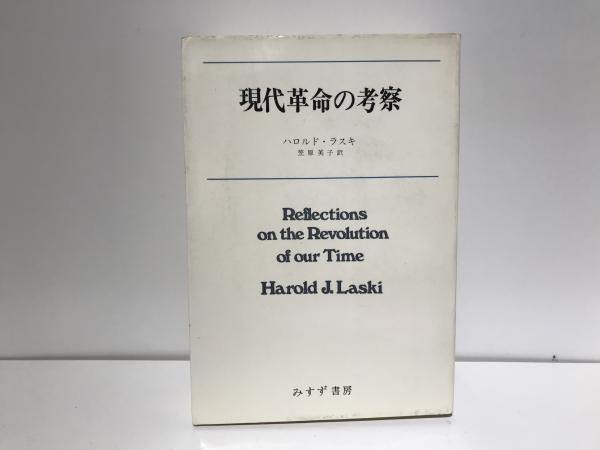 現代革命の考察
ハロルド・ラスキ
笠原美子訳
Reflections
on the Revolution
of our Time
Harold J. Laski
みすず書房